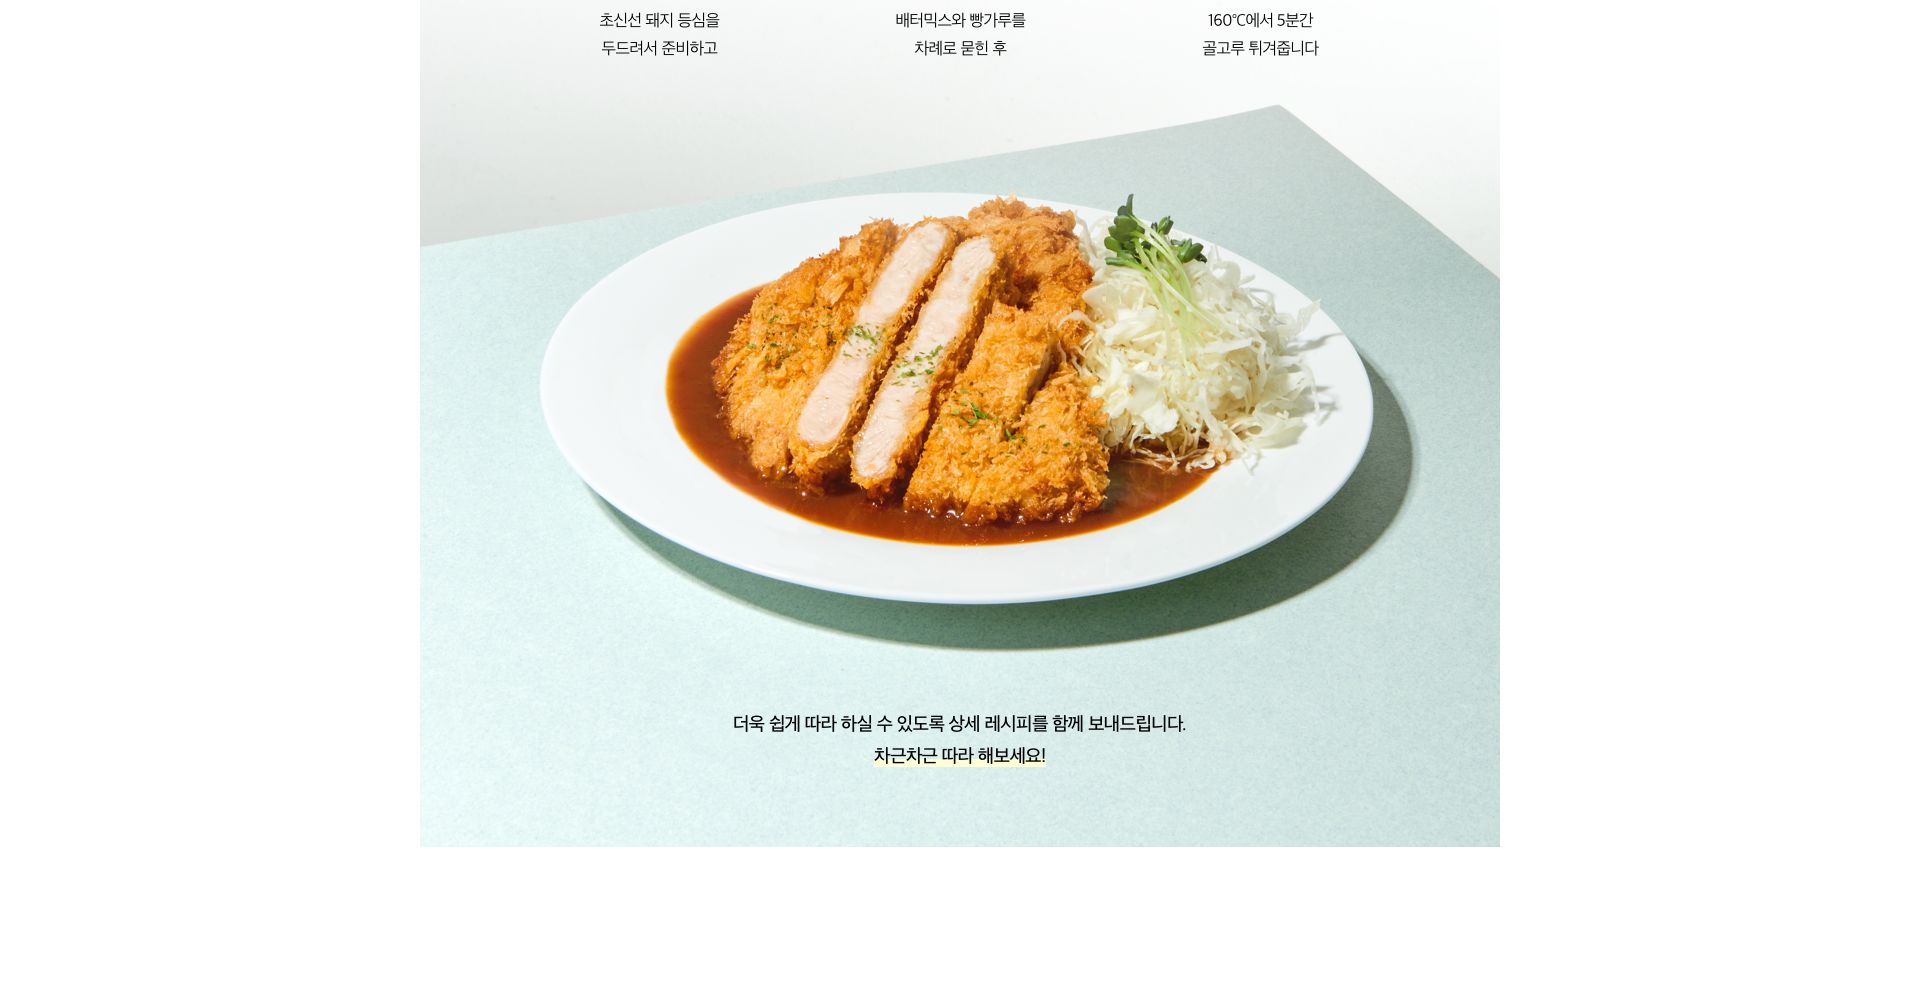 초신선 돼지 등심을
두드려서 준비하고
배터믹스와 빵가루를
차례로 묻힌 후
160℃에서 5분간
골고루 튀겨줍니다
더욱 쉽게 따라 하실 수 있도록 상세 레시피를 함께 보내드립니다.
차근차근 따라 해보세요!